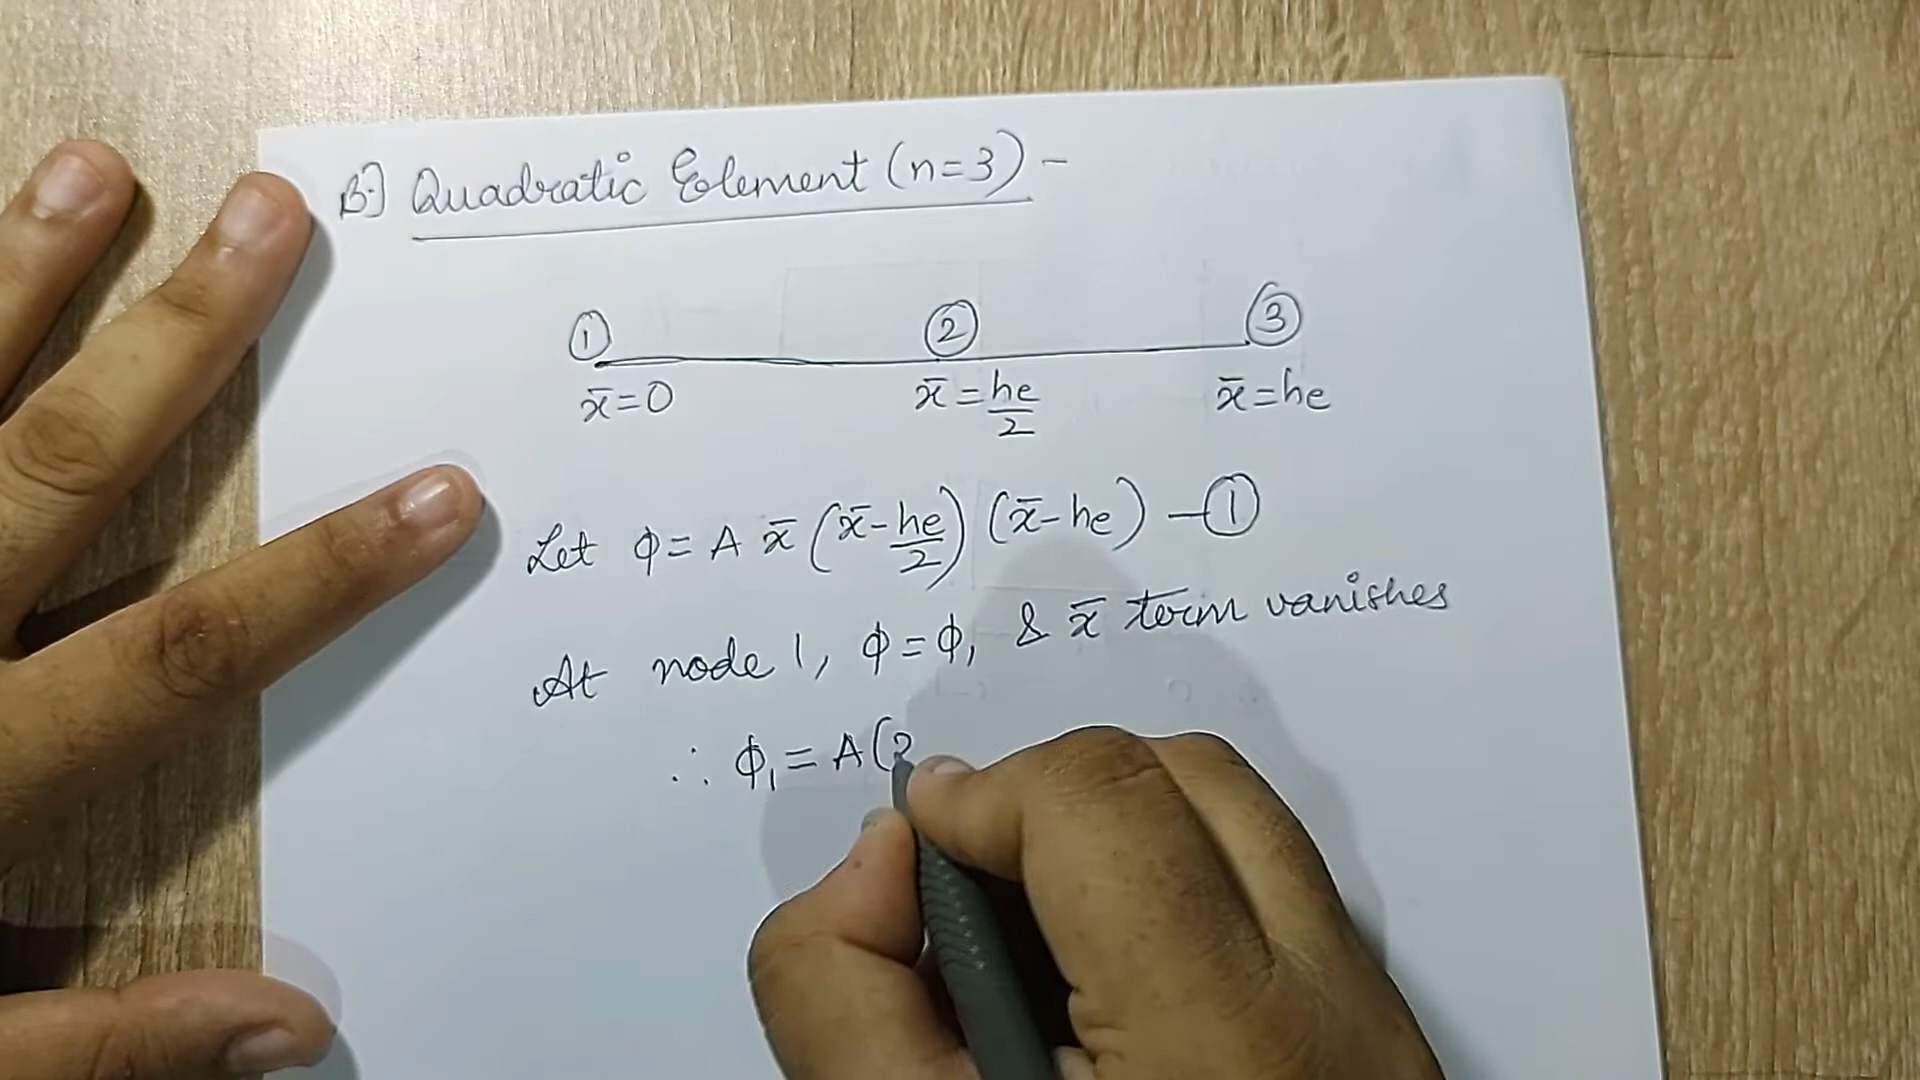 B.] Quadratic Element (n=3) -
① ② ③
x̄=0 x̄=he/2 x̄=he
Let ϕ= A x̄ (x̄-he/2) (x̄-he) —①
At node 1, ϕ=ϕ₁ & x̄ term vanishes
∴ ϕ₁= A(